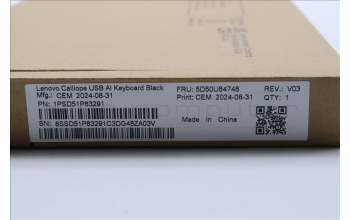 Lenovo Calliope USB AI Keyboard Black
Mfg.: CEM 2024-08-31
PN: 1PSD51P83291
FRU: 5D50U84748
REV.: V03
Print: CEM 2024-08-31
QTY: 1
Made in China
SN: 8SSD51P83291C3DG48ZA03V